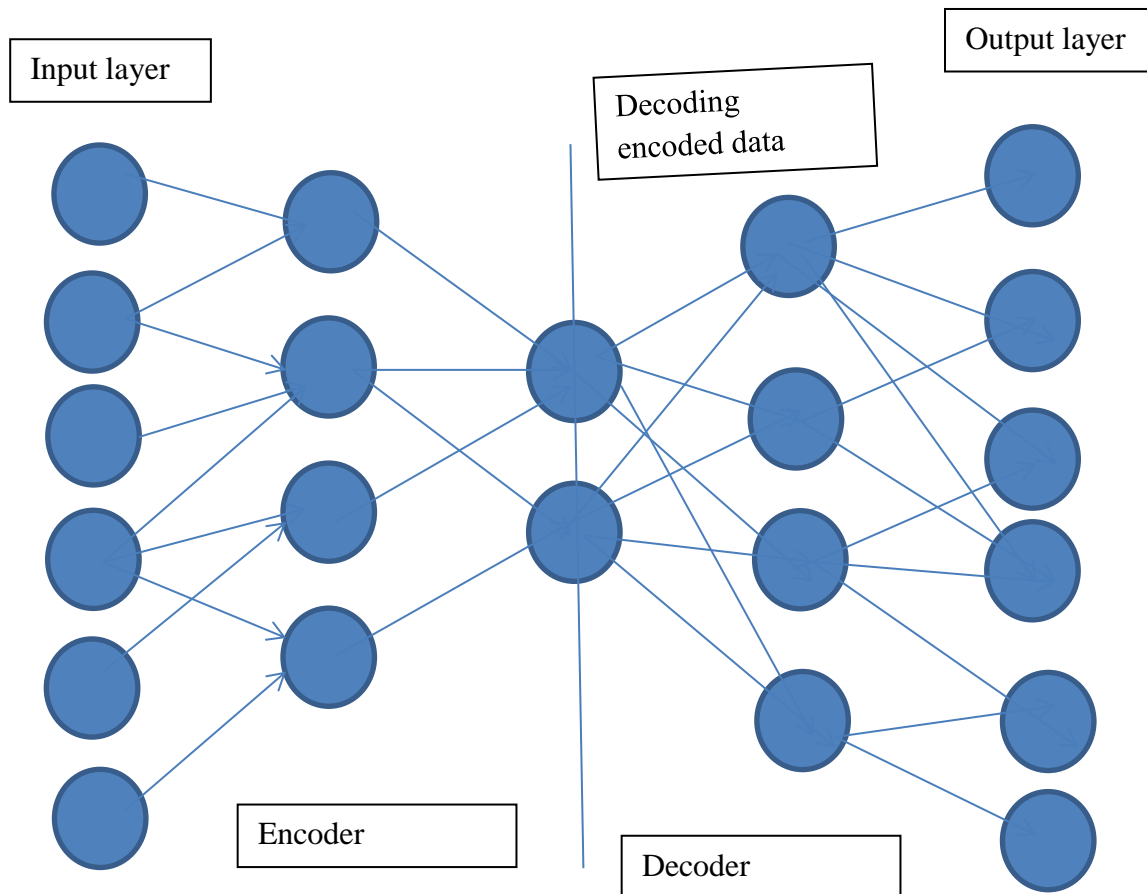 Input layer
Output layer
Decoding
encoded data
Encoder
Decoder